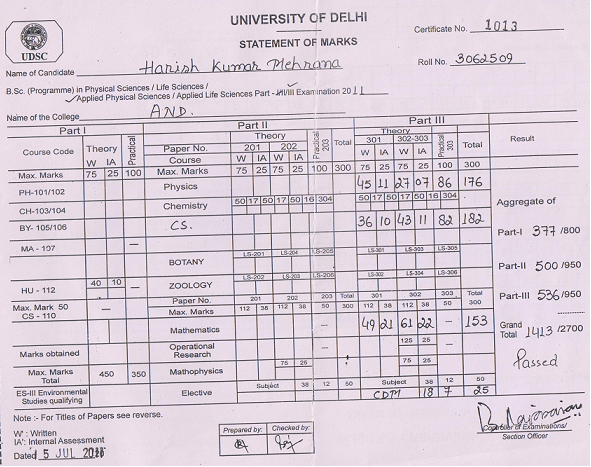 UNIVERSITY OF DELHI
STATEMENT OF MARKS
Certificate No. 1013
UDSC
Roll No. 3062509
Name of Candidate Harish Kumar Mehrana
B.Sc. (Programme) in Physical Sciences / Life Sciences /
Applied Physical Sciences / Applied Life Sciences Part - I/II/III Examination 2011
Name of the College AND.
Part I Part II Part III
Course Code Theory Practical Paper No. Theory Practical 203 Total Theory Practical 303 Total Result
201 202 301 302-303
W IA Course W IA W IA W IA W IA
Max. Marks 75 25 100 Max. Marks 75 25 75 25 100 300 75 25 75 25 100 300
PH-101/102 Physics 45 11 27 07 86 176
CH-103/104 Chemistry 50 17 50 17 50 16 304 50 17 50 17 50 16 304
Aggregate of
BY- 105/106 CS. 36 10 43 11 82 182
Part-I 377/800
MA - 107 —
BOTANY LS-201 LS-204 LS-205 LS-301 LS-303 LS-305
Part-II 500/950
HU - 112 40 10 — ZOOLOGY LS-202 LS-203 LS-206 LS-302 LS-304 LS-306
Part-III 536/950
Max. Mark 50 Paper No. 201 202 203 Total 301 302 303 Total
CS - 110 — Max. Marks 112 38 112 38 50 300 112 38 112 38 50 300
Mathematics — 49 21 61 22 — 153
Grand Total 1413/2700
Marks obtained Operational Research — — 125 25 —
Passed
Max. Marks Total 450 350 Mathophysics 75 25 75 25
ES-III Environmental Studies qualifying Elective Subject 38 12 50 Subject 38 12 50
CDM 18 7 25
Note :- For Titles of Papers see reverse.
W' : Written
IA': Internal Assessment
Dated 15 JUL 2011
Prepared by: Checked by:
Controller of Examinations/
Section Officer